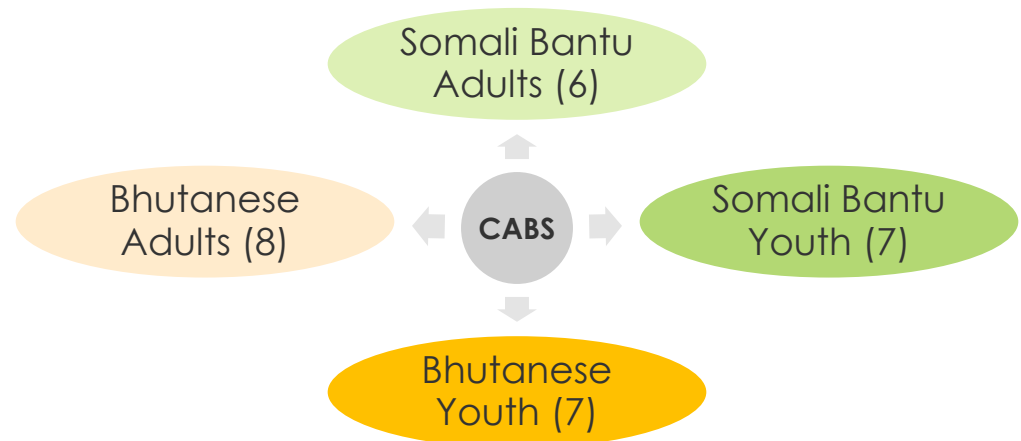 Somali Bantu
Adults (6)
Bhutanese
Adults (8)
CABS
Somali Bantu
Youth (7)
Bhutanese
Youth (7)